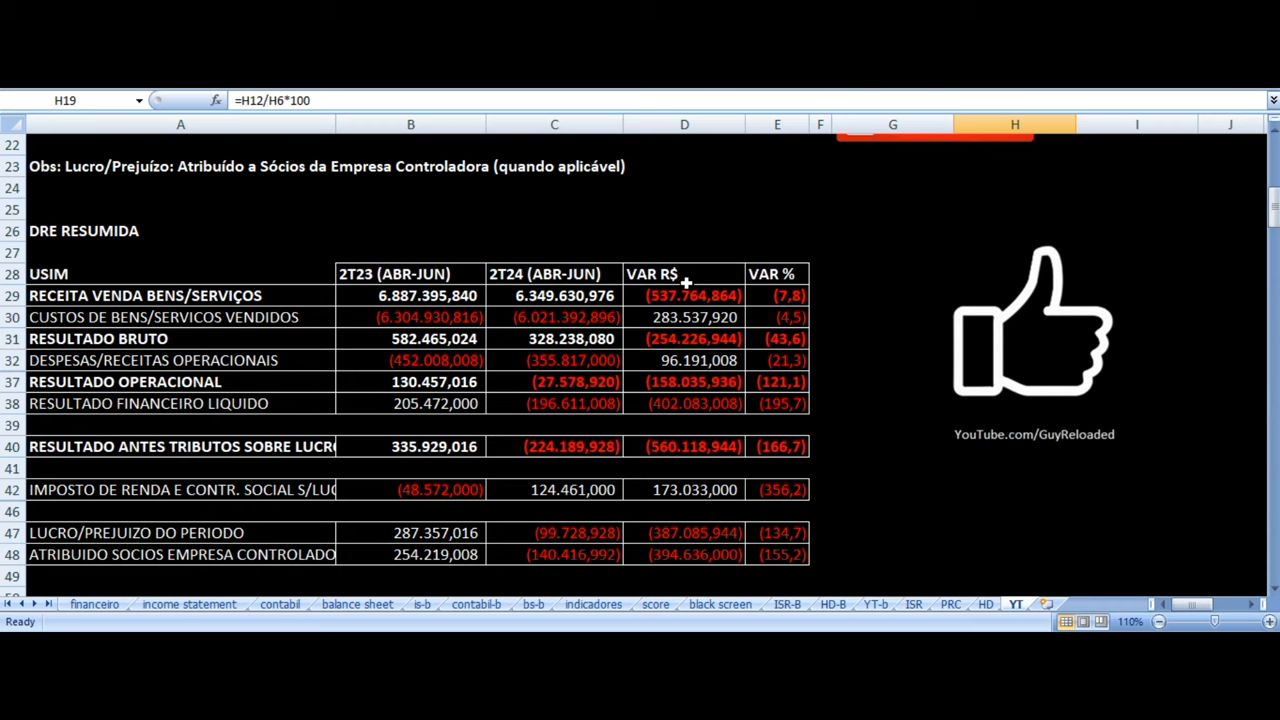 H19 fx =H12/H6*100
A B C D E F G H I J
22
23 Obs: Lucro/Prejuízo: Atribuído a Sócios da Empresa Controladora (quando aplicável)
24
25
26 DRE RESUMIDA
27
28 USIM 2T23 (ABR-JUN) 2T24 (ABR-JUN) VAR R$ VAR %
29 RECEITA VENDA BENS/SERVIÇOS 6.887.395,840 6.349.630,976 (537.764,864) (7,8)
30 CUSTOS DE BENS/SERVICOS VENDIDOS (6.304.930,816) (6.021.392,896) 283.537,920 (4,5)
31 RESULTADO BRUTO 582.465,024 328.238,080 (254.226,944) (43,6)
32 DESPESAS/RECEITAS OPERACIONAIS (452.008,008) (355.817,000) 96.191,008 (21,3)
37 RESULTADO OPERACIONAL 130.457,016 (27.578,920) (158.035,936) (121,1)
38 RESULTADO FINANCEIRO LIQUIDO 205.472,000 (196.611,008) (402.083,008) (195,7)
39
40 RESULTADO ANTES TRIBUTOS SOBRE LUCRO 335.929,016 (224.189,928) (560.118,944) (166,7)
41
42 IMPOSTO DE RENDA E CONTR. SOCIAL S/LUC (48.572,000) 124.461,000 173.033,000 (356,2)
46
47 LUCRO/PREJUIZO DO PERIODO 287.357,016 (99.728,928) (387.085,944) (134,7)
48 ATRIBUIDO SOCIOS EMPRESA CONTROLADO 254.219,008 (140.416,992) (394.636,000) (155,2)
49
YouTube.com/GuyReloaded
financeiro income statement contabil balance sheet is-b contabil-b bs-b indicadores score black screen ISR-B HD-B YT-b ISR PRC HD YT
Ready 110%